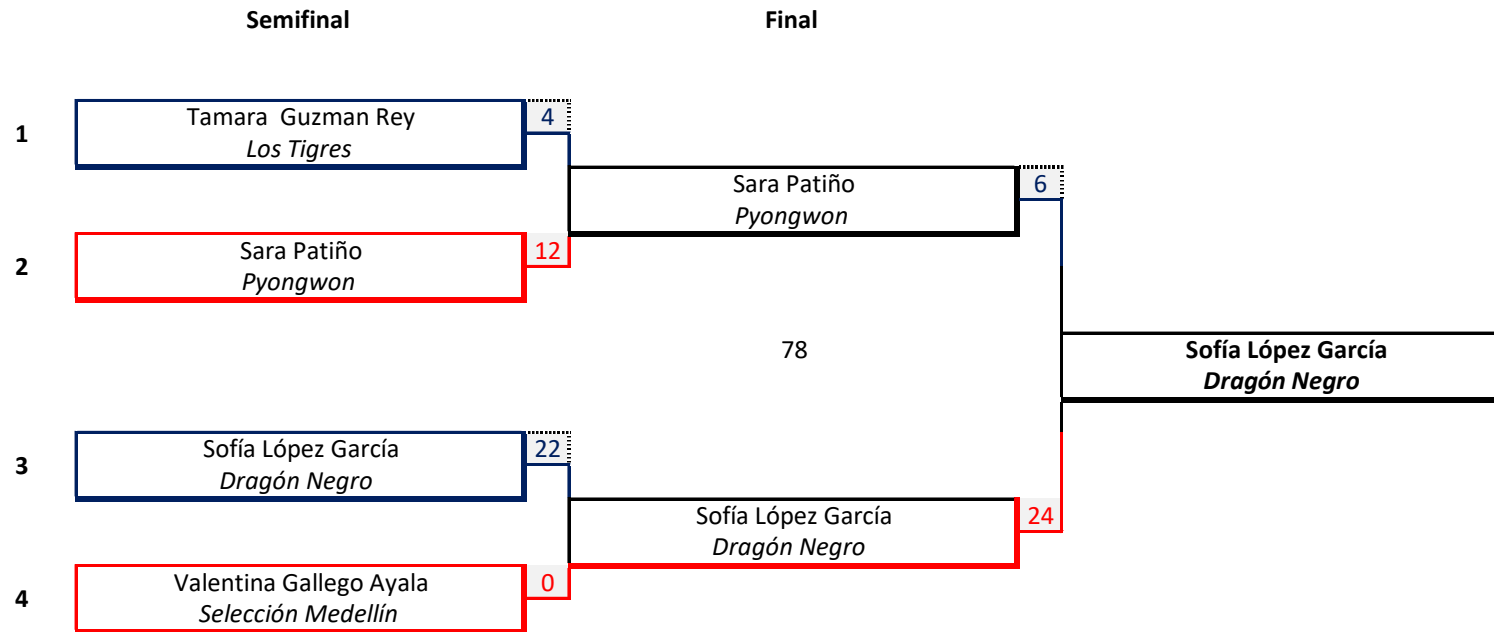 Semifinal
Final
1
Tamara  Guzman Rey
Los Tigres
4
Sara Patiño
Pyongwon
6
2
Sara Patiño
Pyongwon
12
78
Sofía López García
Dragón Negro
3
Sofía López García
Dragón Negro
22
Sofía López García
Dragón Negro
24
4
Valentina Gallego Ayala
Selección Medellín
0